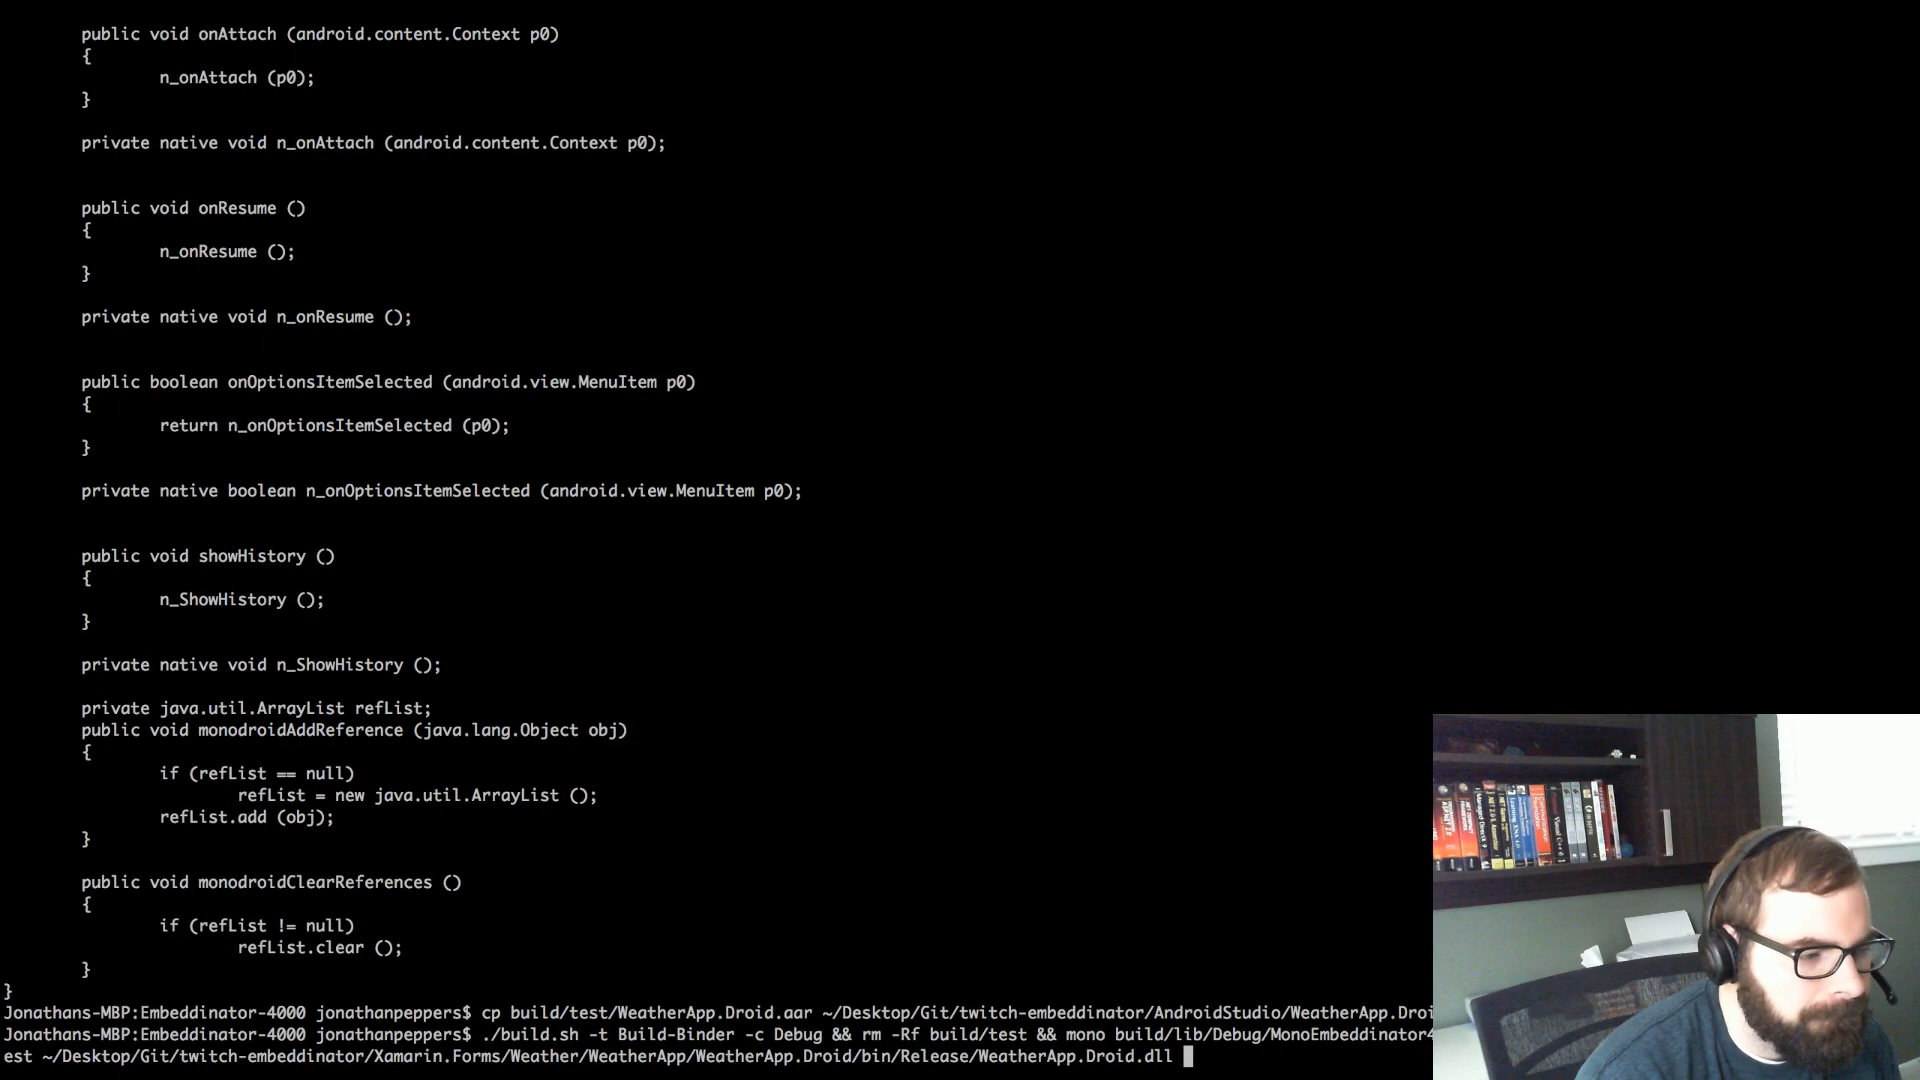 public void onAttach (android.content.Context p0)
{
n_onAttach (p0);
}
private native void n_onAttach (android.content.Context p0);
public void onResume ()
{
n_onResume ();
}
private native void n_onResume ();
public boolean onOptionsItemSelected (android.view.MenuItem p0)
{
return n_onOptionsItemSelected (p0);
}
private native boolean n_onOptionsItemSelected (android.view.MenuItem p0);
public void showHistory ()
{
n_ShowHistory ();
}
private native void n_ShowHistory ();
private java.util.ArrayList refList;
public void monodroidAddReference (java.lang.Object obj)
{
if (refList == null)
refList = new java.util.ArrayList ();
refList.add (obj);
}
public void monodroidClearReferences ()
{
if (refList != null)
refList.clear ();
}
}
Jonathans-MBP:Embeddinator-4000 jonathanpeppers$ cp build/test/WeatherApp.Droid.aar ~/Desktop/Git/twitch-embeddinator/AndroidStudio/WeatherApp.Droi
Jonathans-MBP:Embeddinator-4000 jonathanpeppers$ ./build.sh -t Build-Binder -c Debug && rm -Rf build/test && mono build/lib/Debug/MonoEmbeddinator4
est ~/Desktop/Git/twitch-embeddinator/Xamarin.Forms/Weather/WeatherApp/WeatherApp.Droid/bin/Release/WeatherApp.Droid.dll